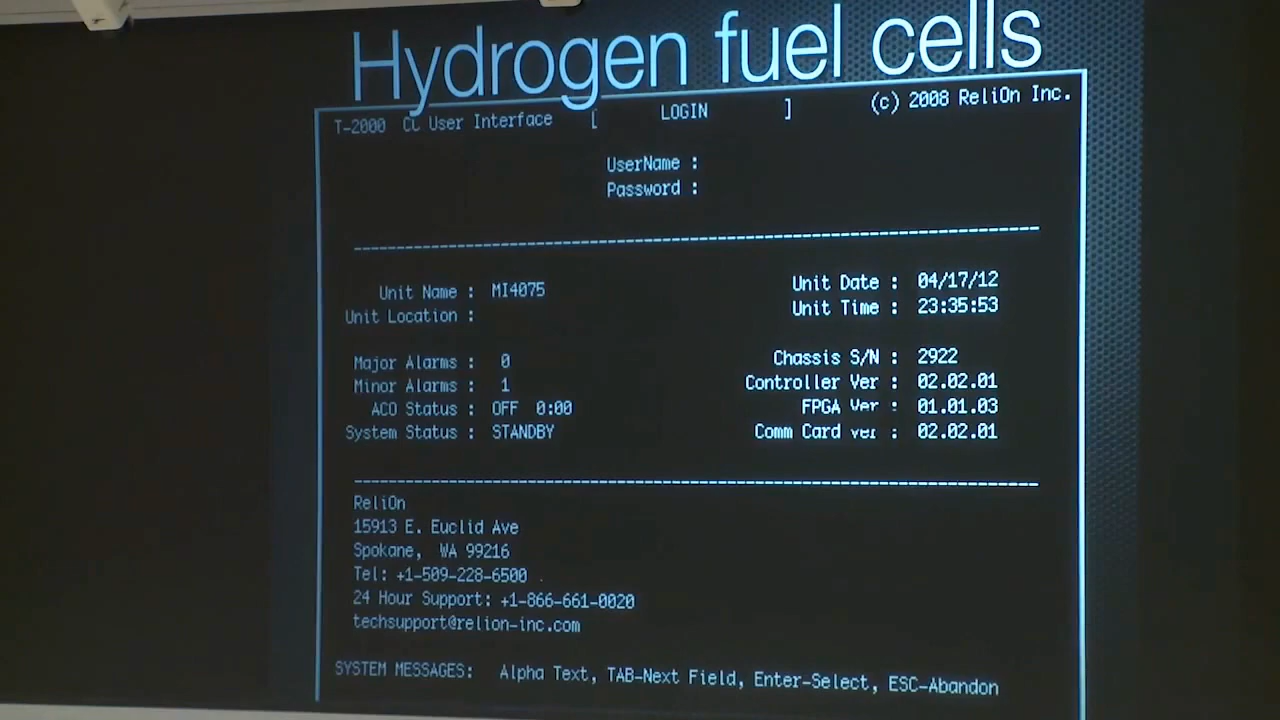 Hydrogen fuel cells
T-2000 CC User Interface [ LOGIN ] (c) 2008 ReliOn Inc.
UserName :
Password :
Unit Name : MI4075 Unit Date : 04/17/12
Unit Location : Unit Time : 23:35:53
Major Alarms : 0 Chassis S/N : 2922
Minor Alarms : 1 Controller Ver : 02.02.01
ACO Status : OFF 0:00 FPGA Ver : 01.01.03
System Status : STANDBY Comm Card Ver : 02.02.01
ReliOn
15913 E. Euclid Ave
Spokane, WA 99216
Tel: +1-509-228-6500
24 Hour Support: +1-866-661-0020
techsupport@relion-inc.com
SYSTEM MESSAGES: Alpha Text, TAB-Next Field, Enter-Select, ESC-Abandon